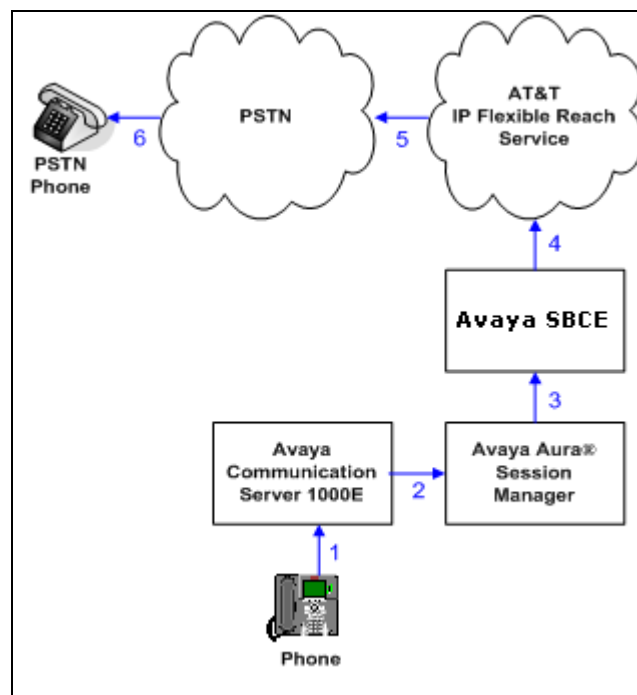 PSTN
AT&T
IP Flexible Reach
Service
6
5
PSTN
Phone
4
Avaya SBCE
3
Avaya
Communication
Server 1000E
2
Avaya Aura®
Session
Manager
1
Phone